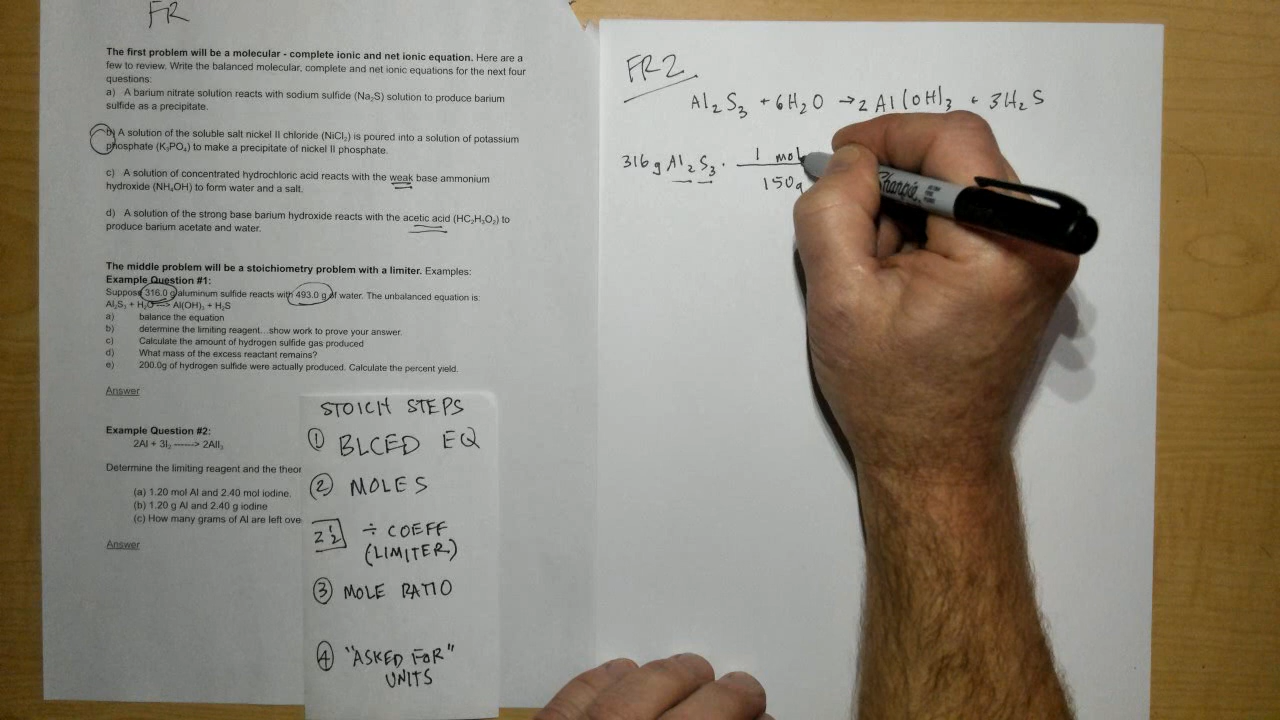 FR
The first problem will be a molecular - complete ionic and net ionic equation. Here are a
few to review. Write the balanced molecular, complete and net ionic equations for the next four
questions:
a) A barium nitrate solution reacts with sodium sulfide (Na₂S) solution to produce barium
sulfide as a precipitate.
b) A solution of the soluble salt nickel II chloride (NiCl₂) is poured into a solution of potassium
phosphate (K₃PO₄) to make a precipitate of nickel II phosphate.
c) A solution of concentrated hydrochloric acid reacts with the weak base ammonium
hydroxide (NH₄OH) to form water and a salt.
d) A solution of the strong base barium hydroxide reacts with the acetic acid (HC₂H₃O₂) to
produce barium acetate and water.
The middle problem will be a stoichiometry problem with a limiter. Examples:
Example Question #1:
Suppose 316.0 g aluminum sulfide reacts with 493.0 g of water. The unbalanced equation is:
Al₂S₃ + H₂O ---> Al(OH)₃ + H₂S
a) balance the equation
b) determine the limiting reagent...show work to prove your answer.
c) Calculate the amount of hydrogen sulfide gas produced
d) What mass of the excess reactant remains?
e) 200.0g of hydrogen sulfide were actually produced. Calculate the percent yield.
Answer
Example Question #2:
2Al + 3I₂ ------> 2AlI₃
Determine the limiting reagent and the
(a) 1.20 mol Al and 2.40 mol iodine.
(b) 1.20 g Al and 2.40 g iodine
(c) How many grams of Al are left
Answer
STOICH STEPS
① BLCED EQ
② MOLES
2½ ÷ COEFF
(LIMITER)
③ MOLE RATIO
④ "ASKED FOR"
UNITS
FR2
Al₂S₃ + 6H₂O → 2Al(OH)₃ + 3H₂S
316 g Al₂S₃ · 1 mol
150g
Sharpie